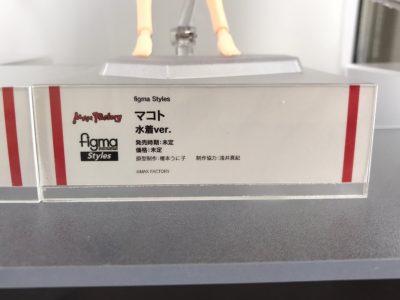 Max Factory
figma
Styles
figma Styles
マコト
水着ver.
発売時期：未定
価格：未定
原型制作：榎本うに子　制作協力：浅井真紀
©MAX FACTORY